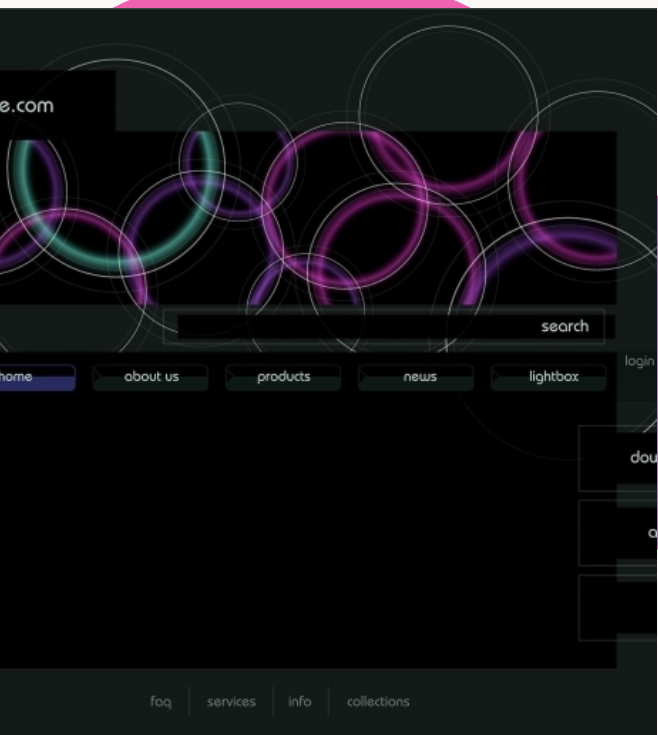 e.com
search
login
home about us products news lightbox
dou
a
faq services info collections